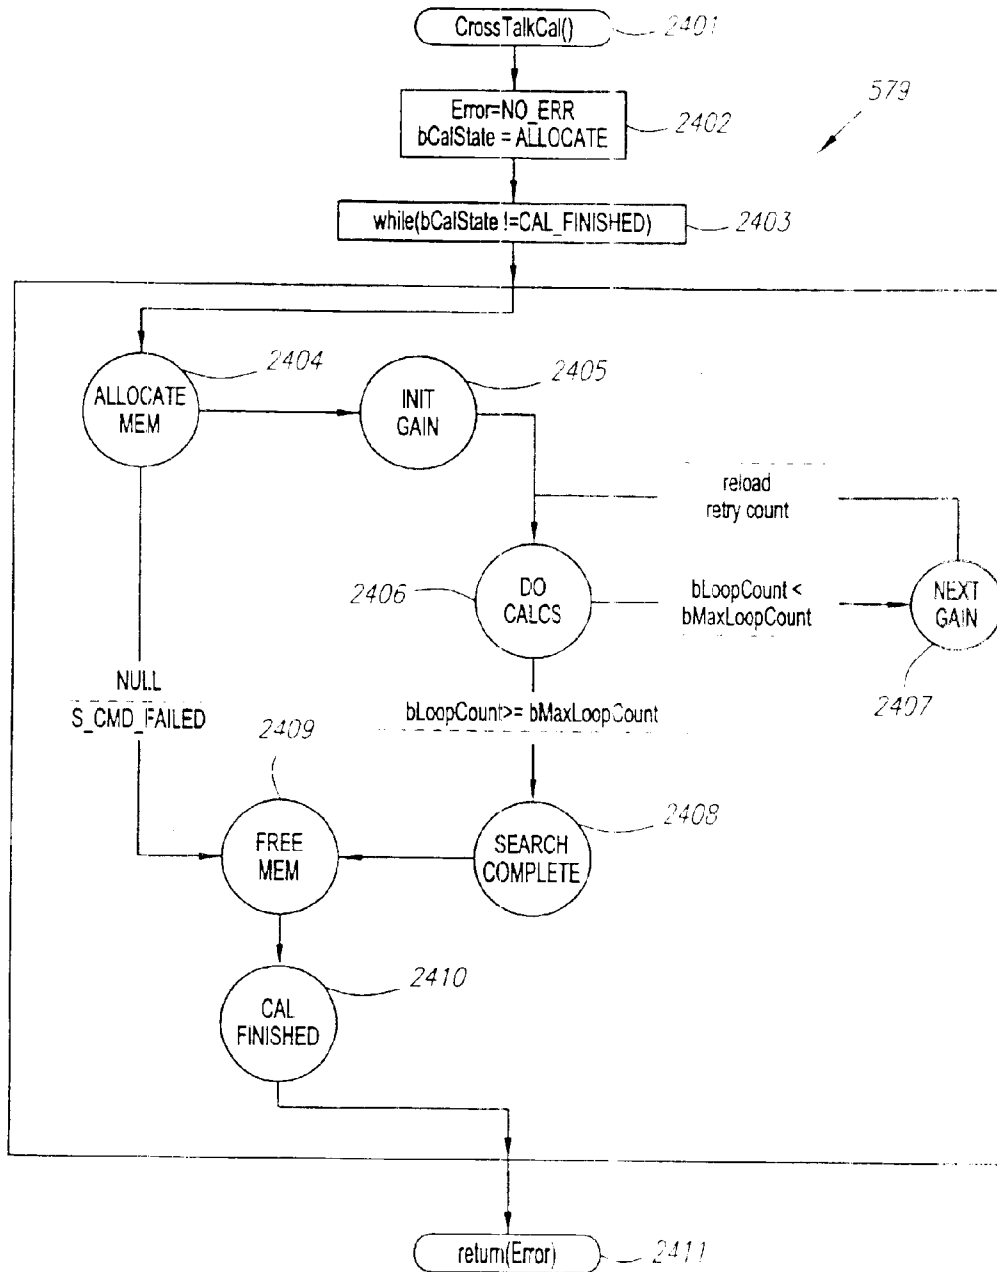 CrossTalkCal()
2401
579
Error=NO_ERR
bCalState = ALLOCATE
2402
while(bCalState !=CAL_FINISHED)
2403
2404
ALLOCATE
MEM
2405
INIT
GAIN
reload
retry count
2406
DO
CALCS
bLoopCount <
bMaxLoopCount
NEXT
GAIN
2407
NULL
S_CMD_FAILED
bLoopCount>= bMaxLoopCount
2409
FREE
MEM
2408
SEARCH
COMPLETE
2410
CAL
FINISHED
return(Error)
2411